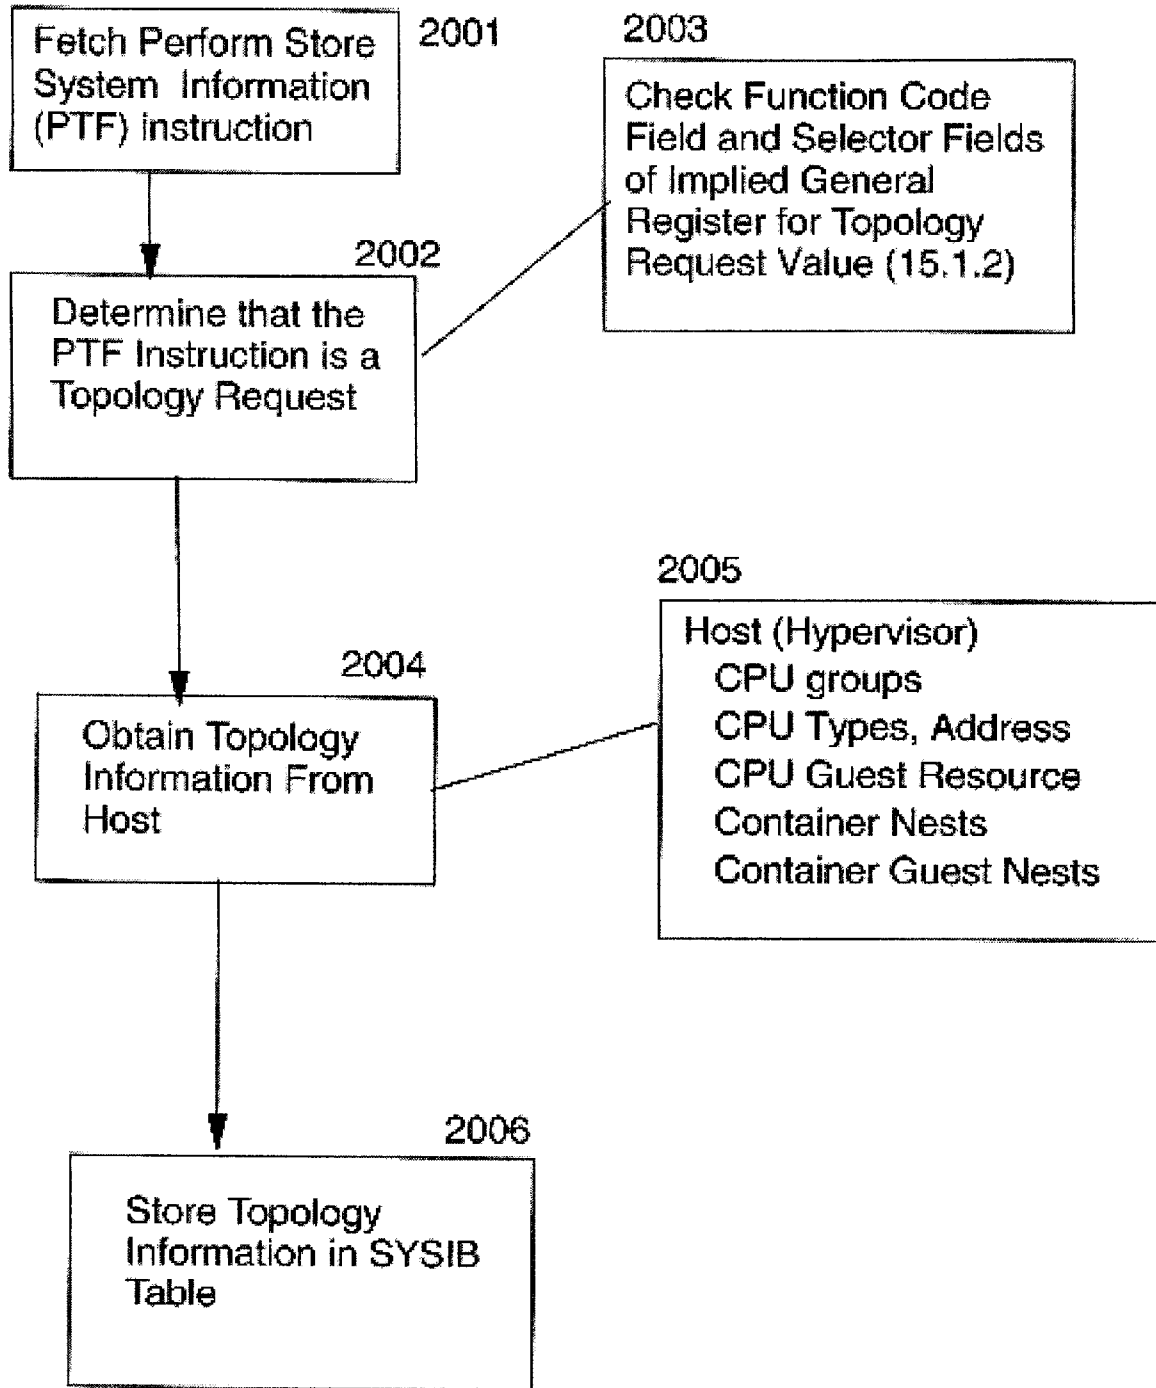 Fetch Perform Store
System Information
(PTF) instruction
2001
2003
Check Function Code
Field and Selector Fields
of Implied General
Register for Topology
Request Value (15.1.2)
2002
Determine that the
PTF Instruction is a
Topology Request
2005
Host (Hypervisor)
CPU groups
CPU Types, Address
CPU Guest Resource
Container Nests
Container Guest Nests
2004
Obtain Topology
Information From
Host
2006
Store Topology
Information in SYSIB
Table